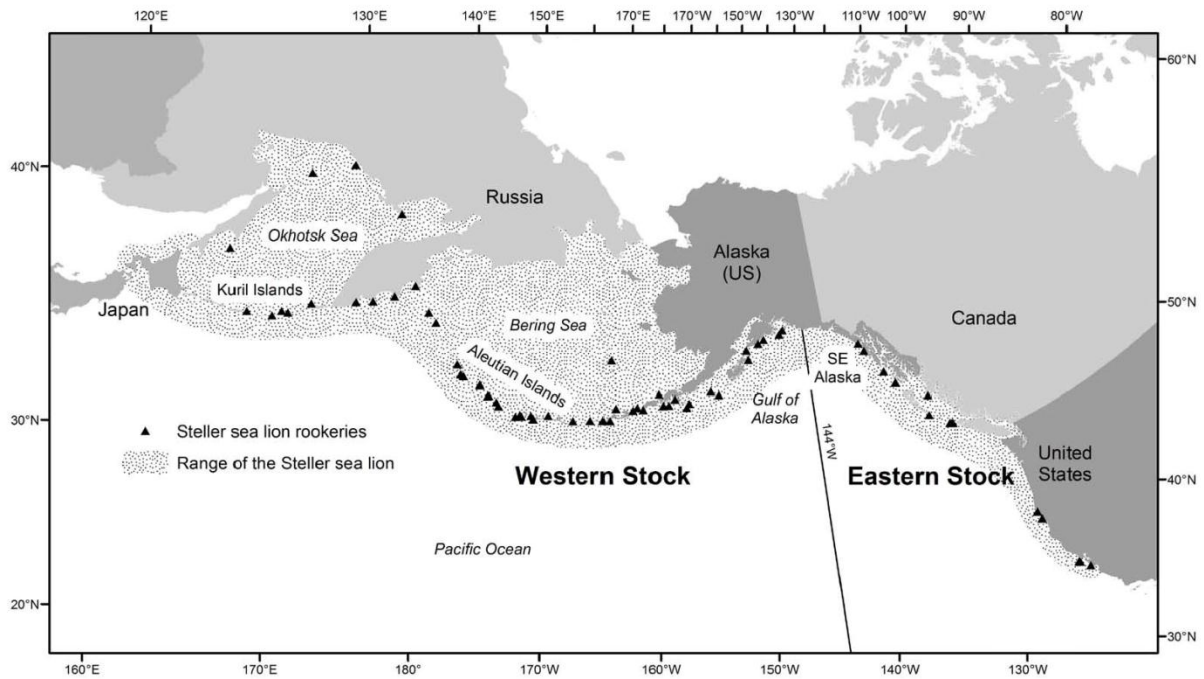 120°E 130°E 140°E 150°E 170°E 170°W 150°W 130°W 110°W 100°W 90°W 80°W
60°N
40°N
Russia
Okhotsk Sea
Alaska
(US)
Kuril Islands
50°N
Japan
Bering Sea
Canada
Aleutian Islands
SE
Alaska
Gulf of
Alaska
30°N
Steller sea lion rookeries
144°W
United
States
Range of the Steller sea lion
Western Stock
Eastern Stock
40°N
Pacific Ocean
20°N
30°N
160°E 170°E 180° 170°W 160°W 150°W 140°W 130°W